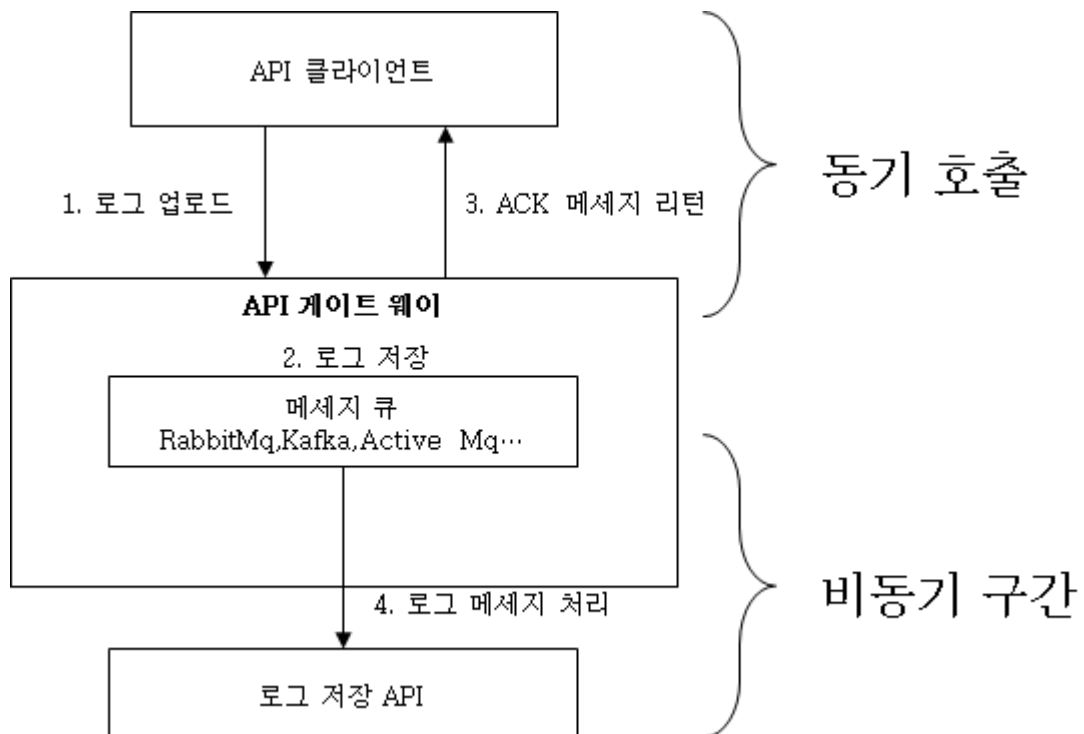 API 클라이언트
동기 호출
1. 로그 업로드
3. ACK 메세지 리턴
API 게이트 웨이
2. 로그 저장
메세지 큐
RabbitMq,Kafka,Active Mq…
비동기 구간
4. 로그 메세지 처리
로그 저장 API